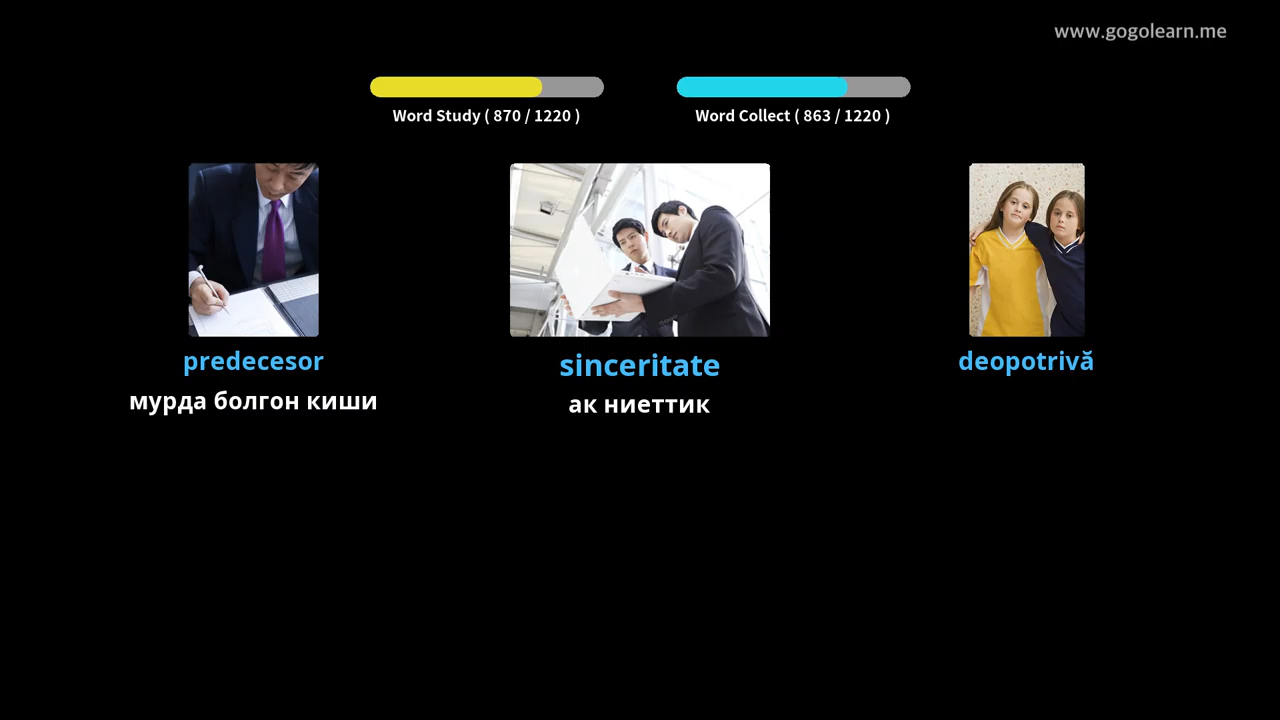 www.gogolearn.me
Word Study ( 870 / 1220 )
Word Collect ( 863 / 1220 )
predecesor
мурда болгон киши
sinceritate
ак ниеттик
deopotrivă